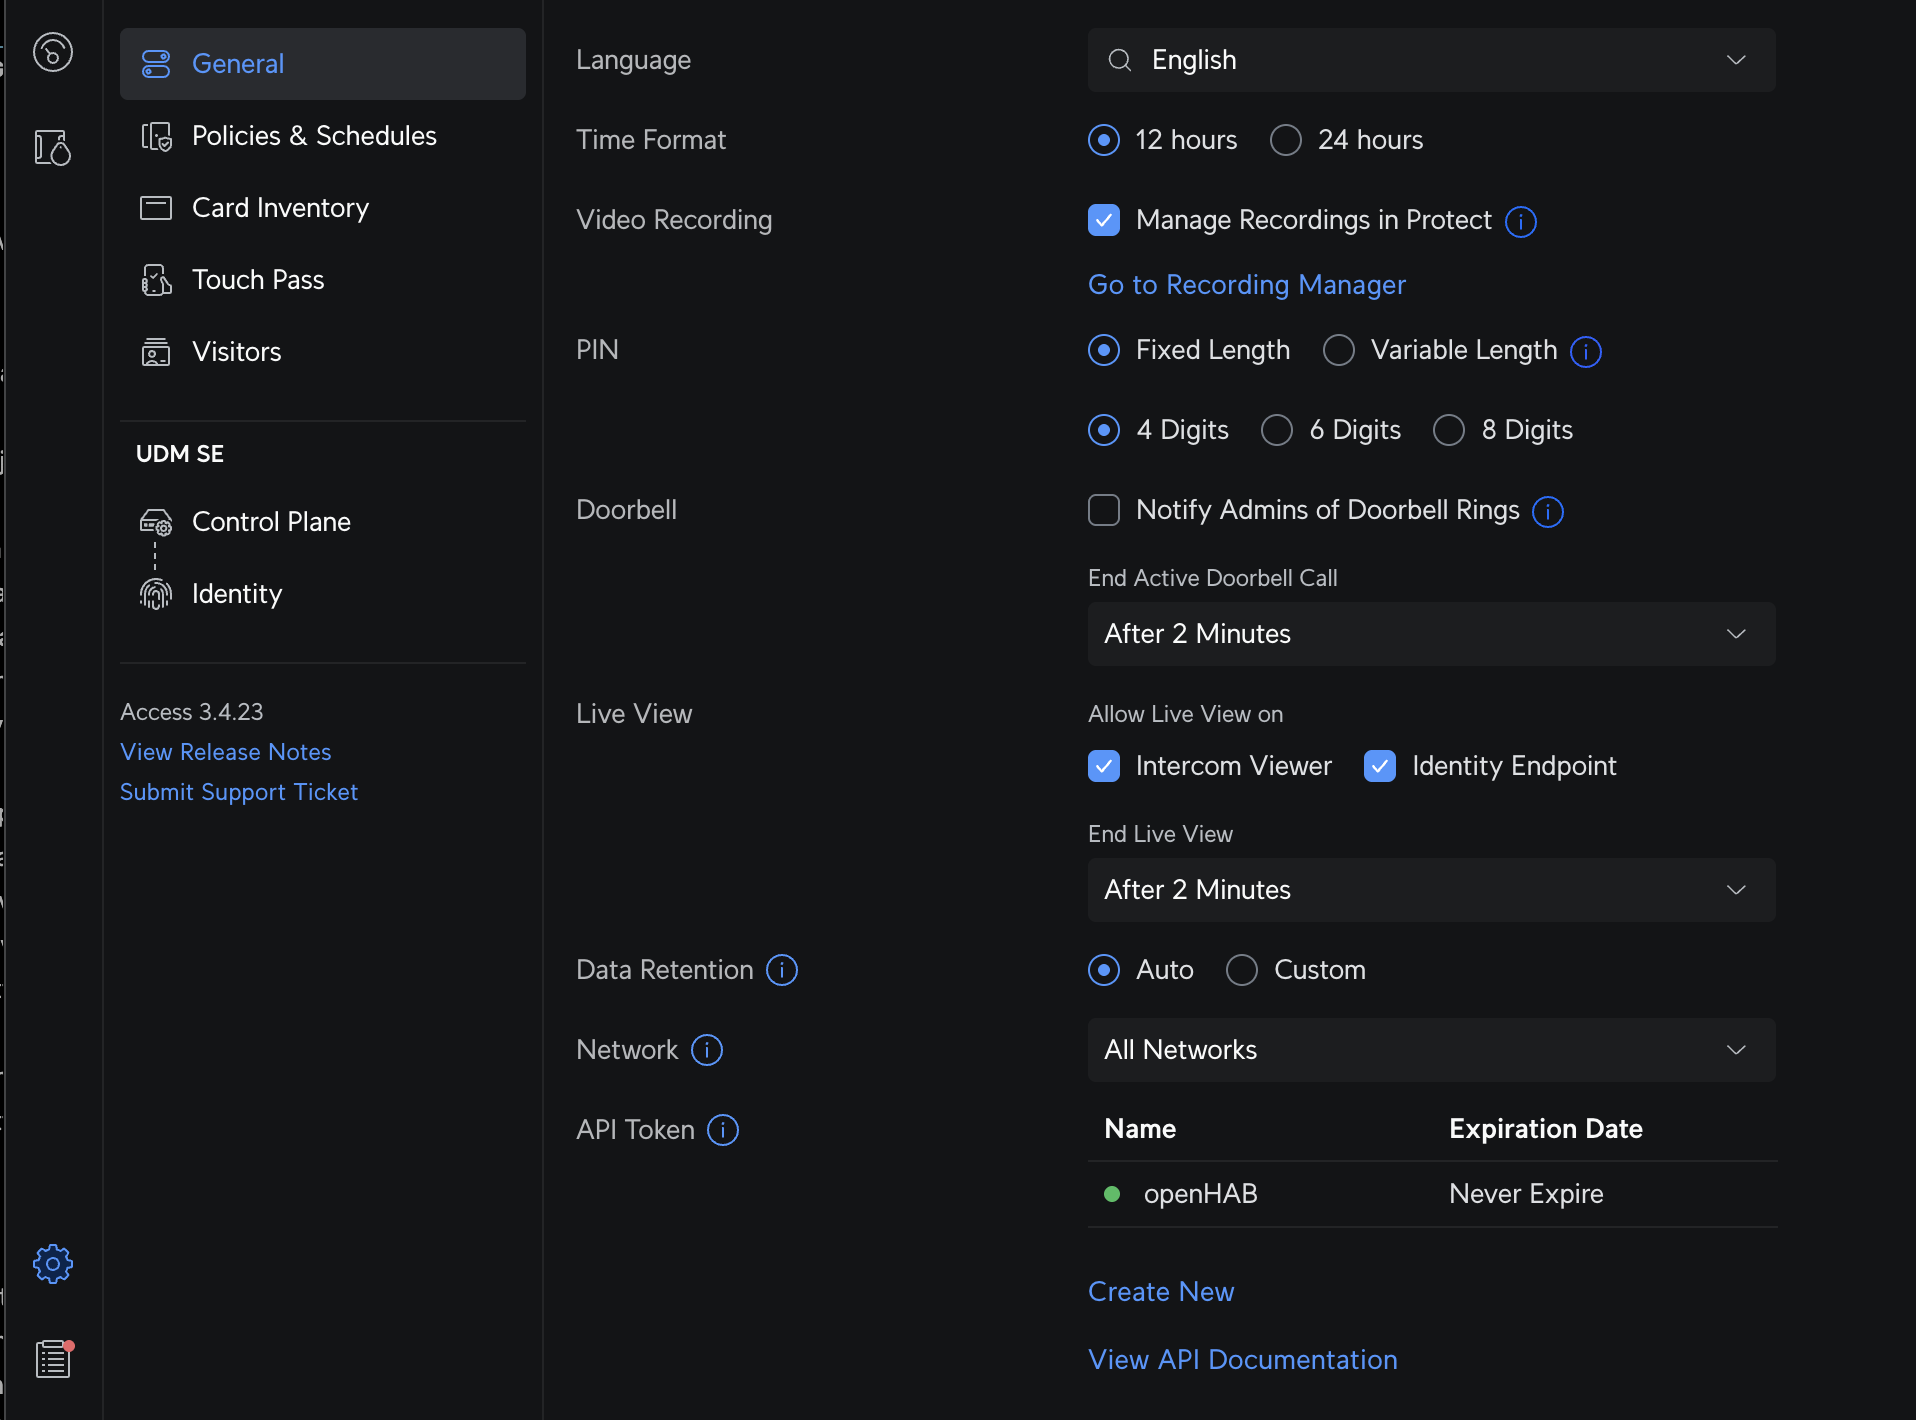 General
Policies & Schedules
Card Inventory
Touch Pass
Visitors
UDM SE
Control Plane
Identity
Access 3.4.23
View Release Notes
Submit Support Ticket
Language
English
Time Format
12 hours
24 hours
Video Recording
Manage Recordings in Protect
Go to Recording Manager
PIN
Fixed Length
Variable Length
4 Digits
6 Digits
8 Digits
Doorbell
Notify Admins of Doorbell Rings
End Active Doorbell Call
After 2 Minutes
Live View
Allow Live View on
Intercom Viewer
Identity Endpoint
End Live View
After 2 Minutes
Data Retention
Auto
Custom
Network
All Networks
API Token
Name
Expiration Date
openHAB
Never Expire
Create New
View API Documentation